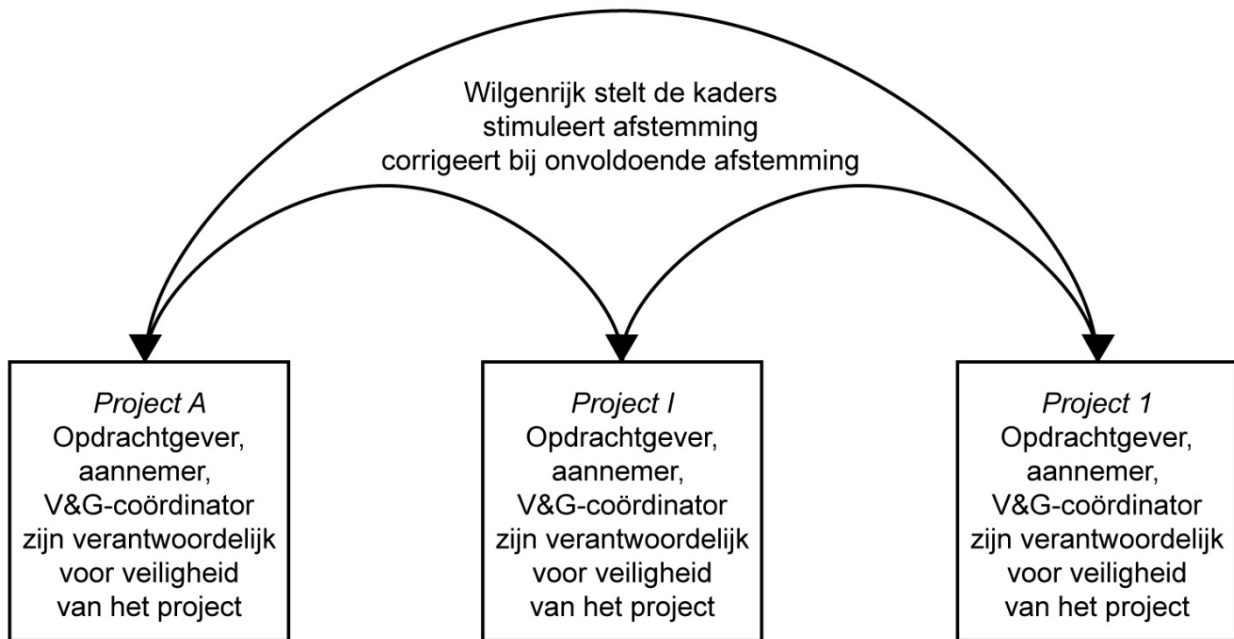 Wilgenrijk stelt de kaders
stimuleert afstemming
corrigeert bij onvoldoende afstemming
Project A
Opdrachtgever,
aannemer,
V&G-coördinator
zijn verantwoordelijk
voor veiligheid
van het project
Project I
Opdrachtgever,
aannemer,
V&G-coördinator
zijn verantwoordelijk
voor veiligheid
van het project
Project 1
Opdrachtgever,
aannemer,
V&G-coördinator
zijn verantwoordelijk
voor veiligheid
van het project